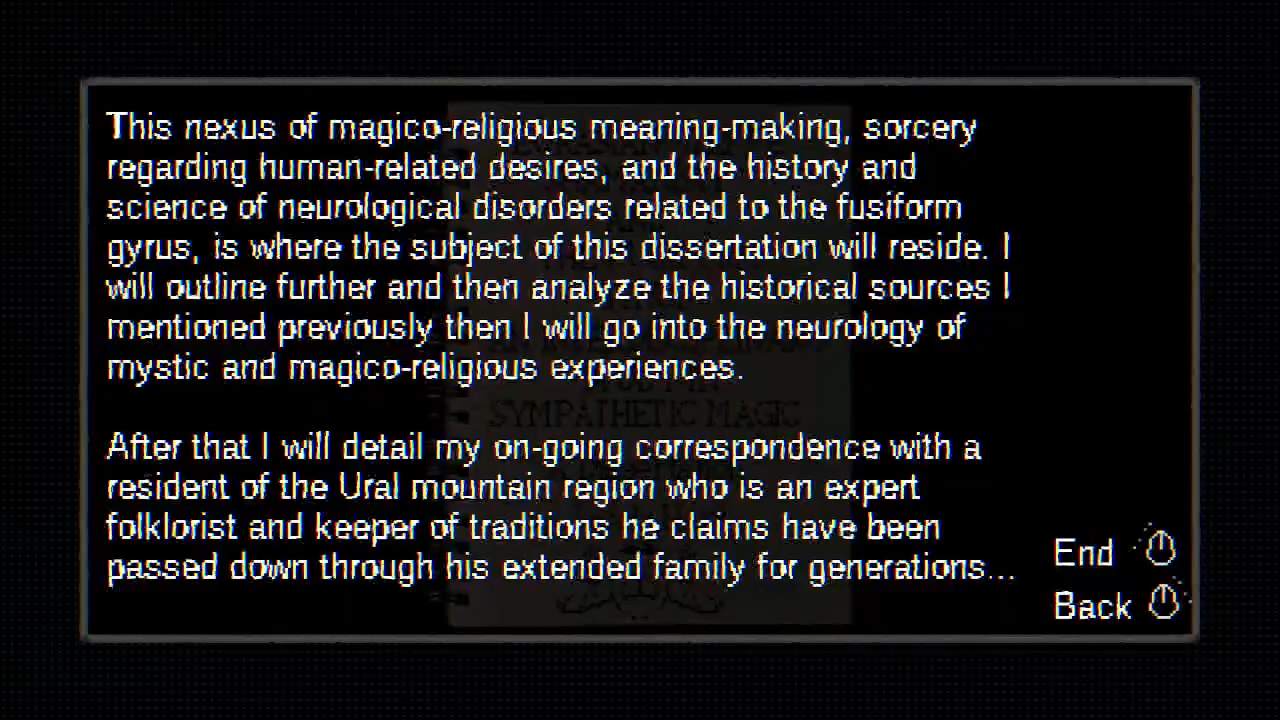 This nexus of magico-religious meaning-making, sorcery
regarding human-related desires, and the history and
science of neurological disorders related to the fusiform
gyrus, is where the subject of this dissertation will reside. I
will outline further and then analyze the historical sources I
mentioned previously then I will go into the neurology of
mystic and magico-religious experiences.
SYMPATHETIC MAGIC
After that I will detail my on-going correspondence with a
resident of the Ural mountain region who is an expert
folklorist and keeper of traditions he claims have been
passed down through his extended family for generations...
End
Back